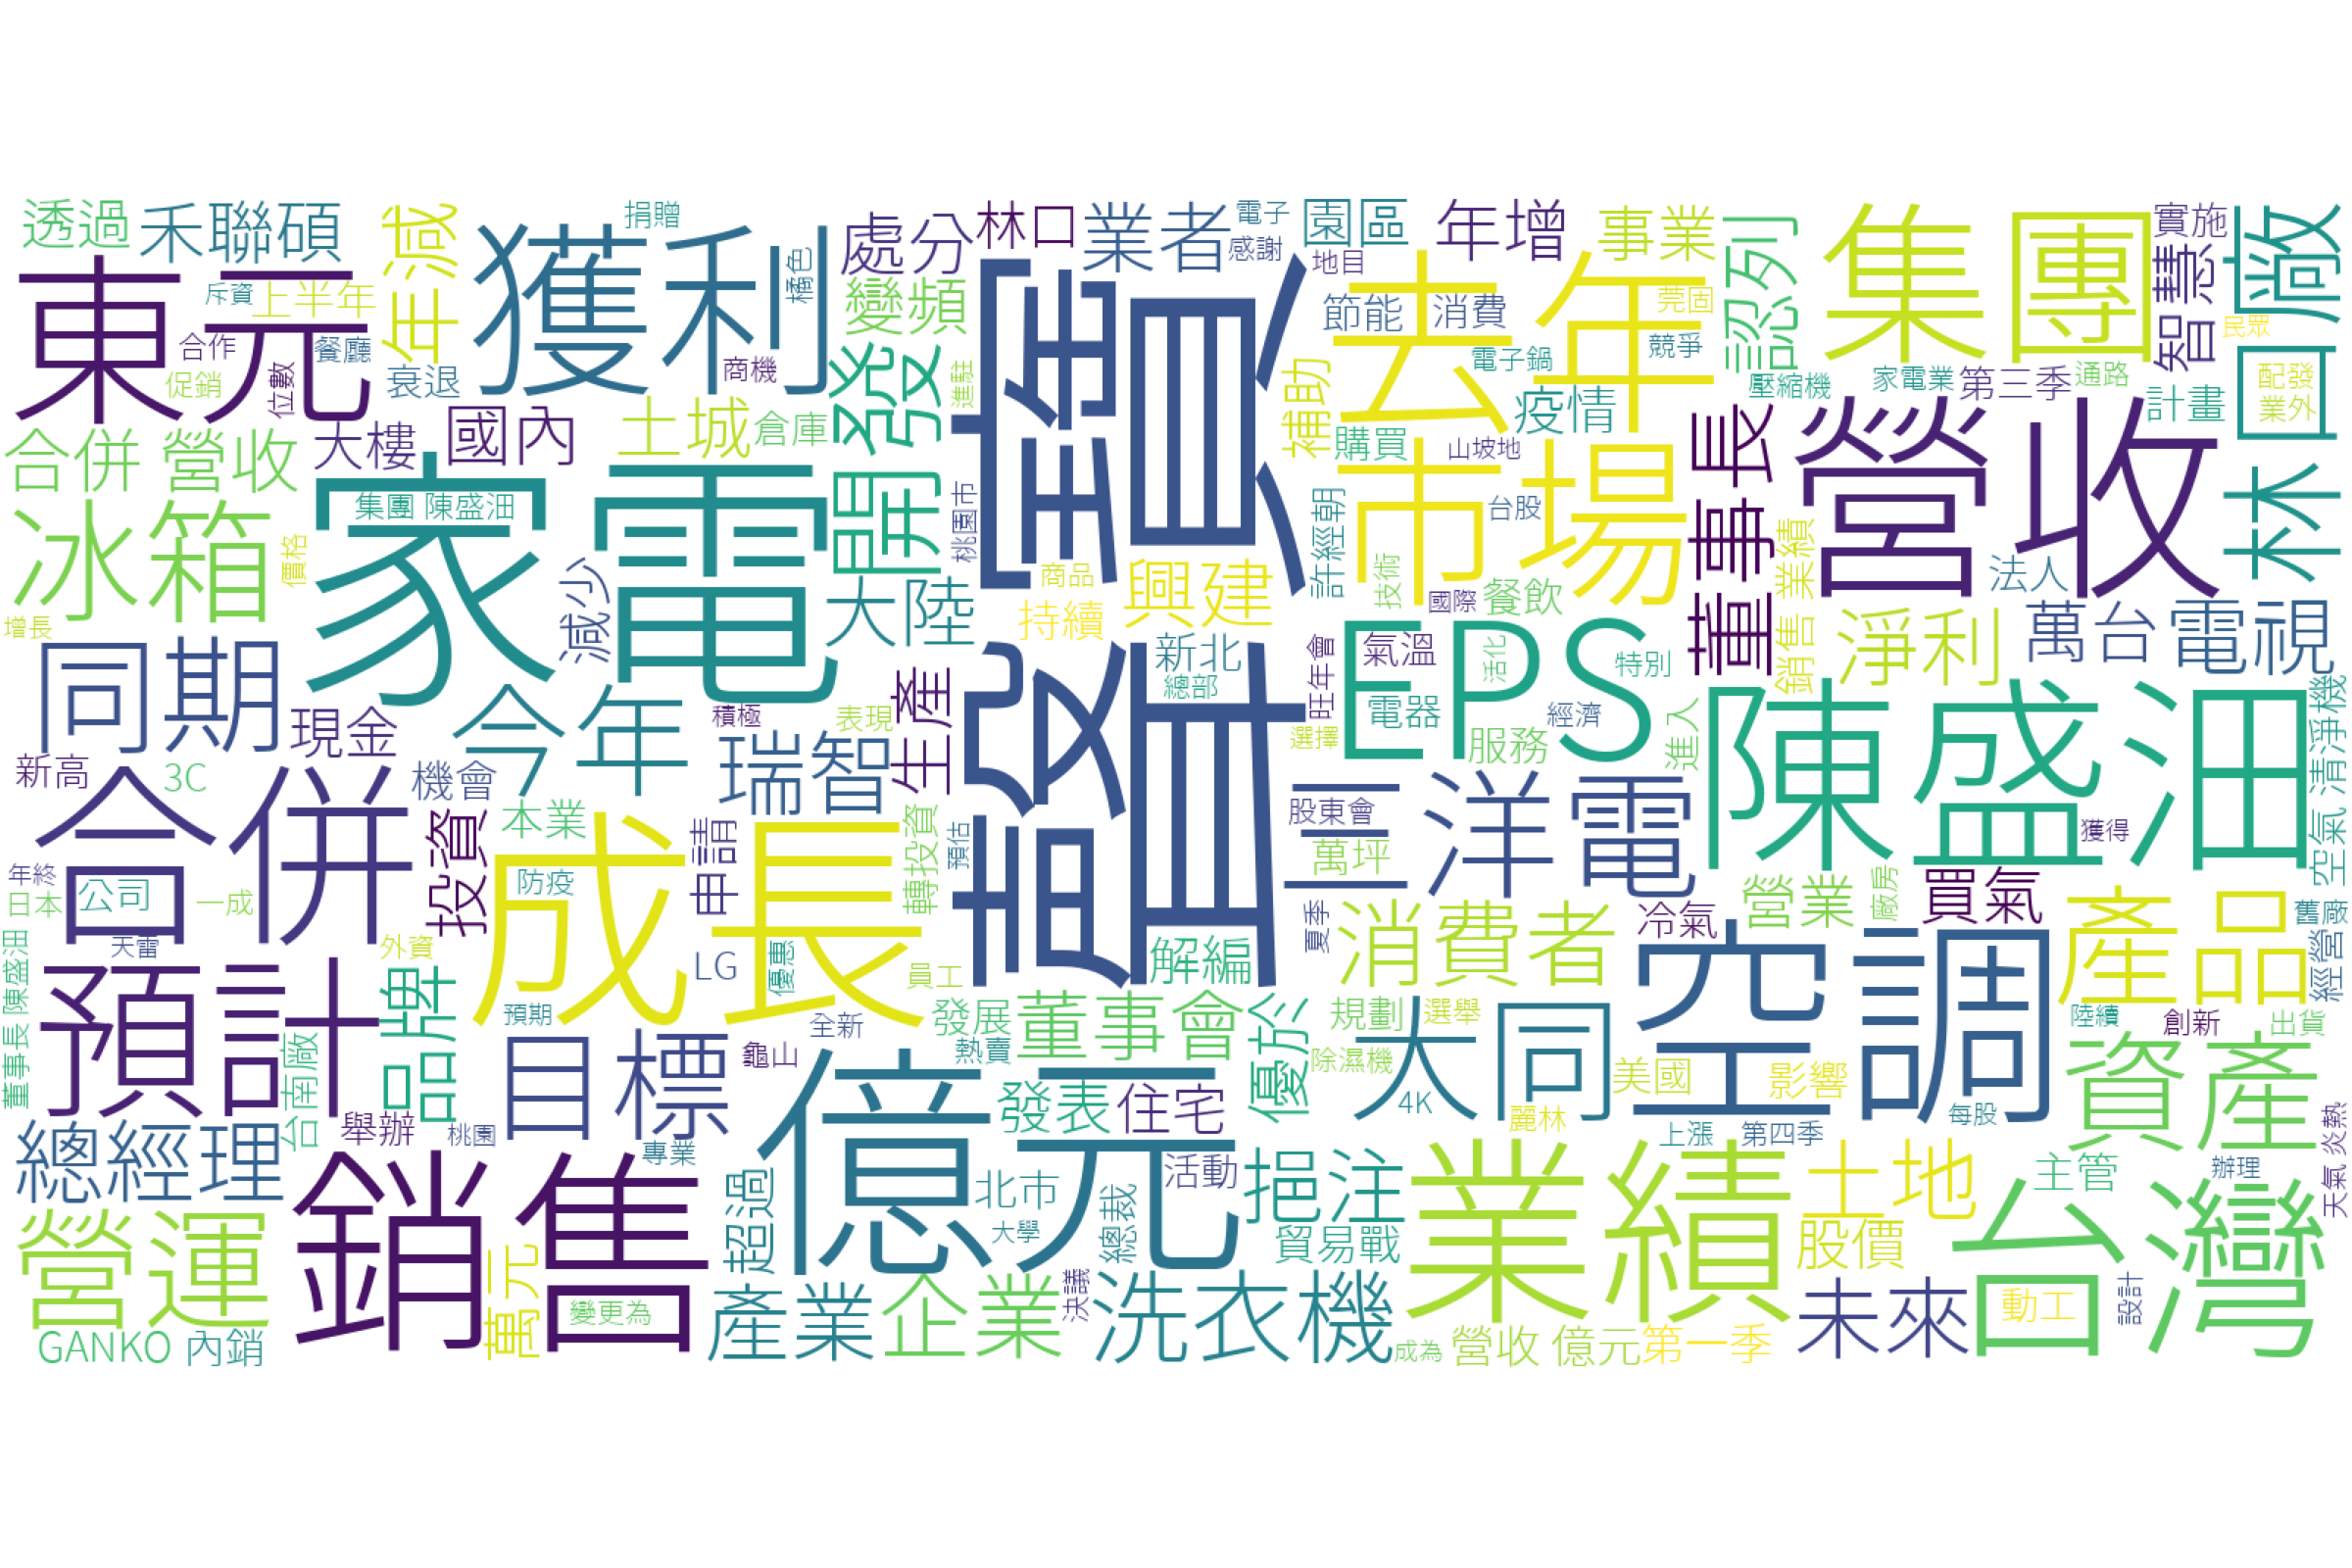 透過
禾聯碩
年減
捐贈
獲利
處分
林口
業者
電子
感謝
園區
地目
年增
事業
認列
集團
實施
智慧
林口廠
東元
斥資
上半年
合作
餐廳
促銷
位數
衰退
商機
橘色
變頻
開發
進駐
聲寶
去年
節能
消費
莞固
電子鍋
競爭
補助
疫情
購買
山坡地
壓縮機
家電業
第三季
通路
民眾
配發
業外
計畫
合併 營收
大樓
國內
土城
倉庫
市場
董事長
營收
冰箱
集團 陳盛沺
家電
價格
減少
大陸
桃園市
商品
持續
興建
許經朝
台股
技術
國際
餐飲
銷售 業績
法人
萬台
電視
增長
同期
今年
現金
積極
表現
生產
新北
總部
旺年會
氣溫
活化
EPS
特別
電器
經濟
選擇
服務
進入
淨利
陳盛沺
空氣 清淨機
新高
3C
合併
機會
瑞智
本業
投資
成長
申請
轉投資
預估
股東會
三洋電
萬坪
獲得
年終
日本
公司
一成
防疫
天雷
外資
董事長 陳盛沺
LG
優惠
員工
解編
夏季
消費者
冷氣
營業
廠房
買氣
產品
舊廠
經營
預計
品牌
預期
全新
發展
熱賣
董事會
優於
規劃
選舉
除濕機
大同
空調
陸續
創新
出貨
台南廠
目標
龜山
億元
發表
住宅
4K
麗林
美國
影響
每股
資產
總經理
舉辦
桃園
專業
上漲
第四季
天氣 炎熱
營運
銷售
超過
北市
大學
總裁
活動
挹注
貿易戰
業績
土地
股價
主管
辦理
台灣
GANKO
內銷
萬元
變更為
產業
企業
決議
洗衣機
成為
營收 億元
第一季
未來
動工
設計